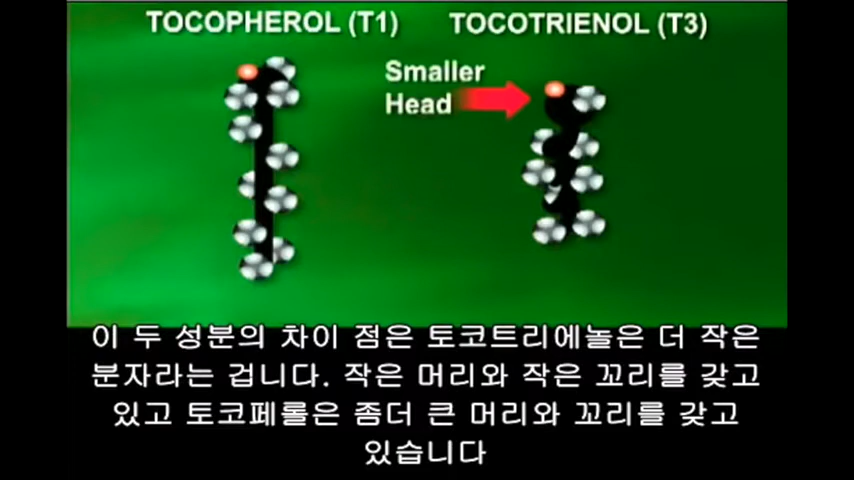 TOCOPHEROL (T1) TOCOTRIENOL (T3)
Smaller
Head
이 두 성분의 차이 점은 토코트리에놀은 더 작은
분자라는 겁니다. 작은 머리와 작은 꼬리를 갖고
있고 토코페롤은 좀더 큰 머리와 꼬리를 갖고
있습니다